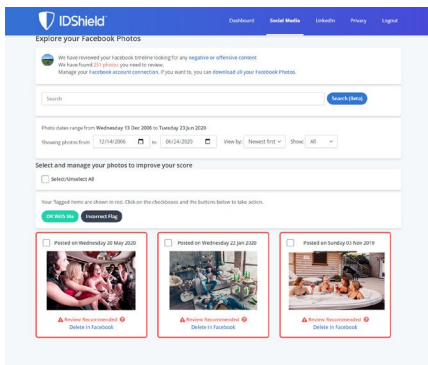 IDShield
Dashboard Social Media LinkedIn Privacy Logout
Explore your Facebook Photos
We have reviewed your Facebook timeline looking for any negative or offensive content
We have found 251 photos you need to review.
Manage your Facebook account connection. If you want to, you can download all your Facebook Photos.
Search Search (Beta)
Photo dates range from Wednesday 13 Dec 2006 to Tuesday 23 Jun 2020
Showing photos from 12/14/2006 to 06/24/2020 View by: Newest first Show: All
Select and manage your photos to improve your score
Select/Unselect All
Your flagged items are shown in red. Click on the checkboxes and the buttons below to take action.
OK With Me Incorrect Flag
Posted on Wednesday 20 May 2020 Posted on Wednesday 22 Jan 2020 Posted on Sunday 03 Nov 2019
Review Recommended Review Recommended Review Recommended
Delete in Facebook Delete in Facebook Delete in Facebook